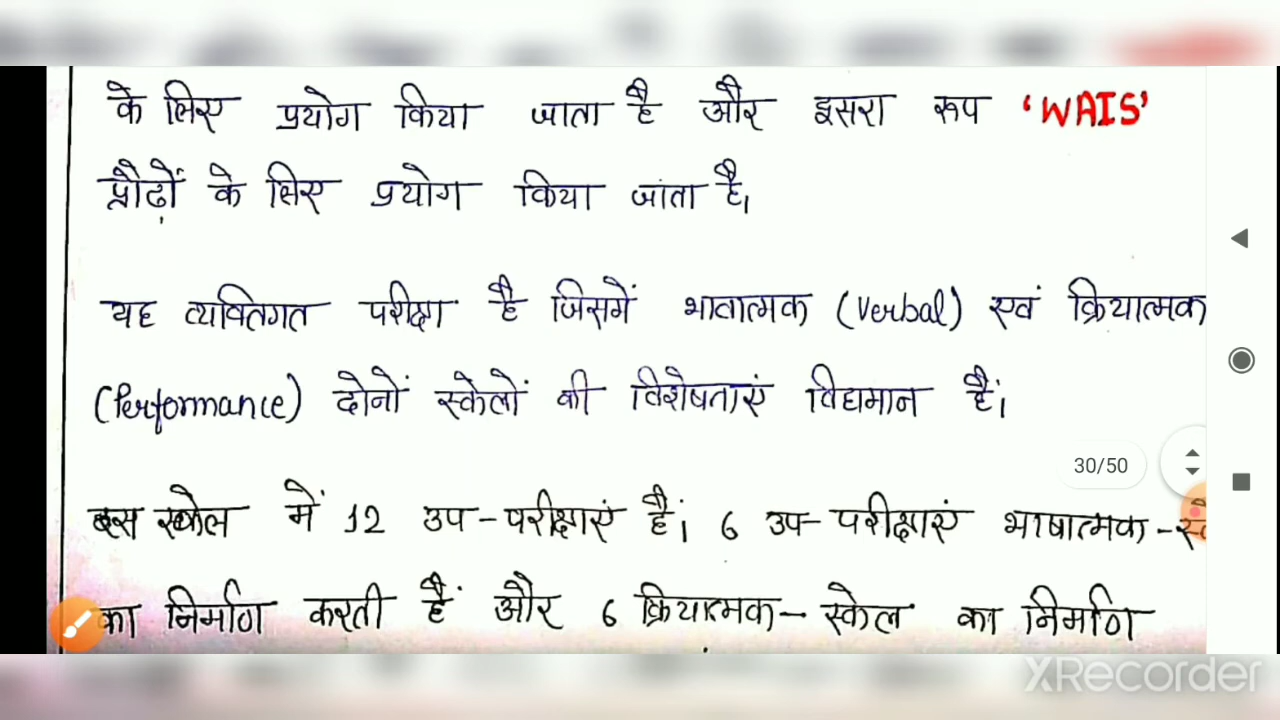 के लिए प्रयोग किया जाता है और इसरा रूप 'WAIS'
प्रौढ़ों के लिए प्रयोग किया जाता है।
यह व्यक्तिगत परीक्षा है जिसमें भावात्मक (Verbal) एवं क्रियात्मक
(Performance) दोनों स्केलों की विशेषताएं विद्यमान हैं।
30/50
इस स्केल में 12 उप-परीक्षाएं हैं। 6 उप-परीक्षाएं भाषात्मक-
का निर्माण करती हैं और 6 क्रियात्मक-स्केल का निर्माण
XRecorder